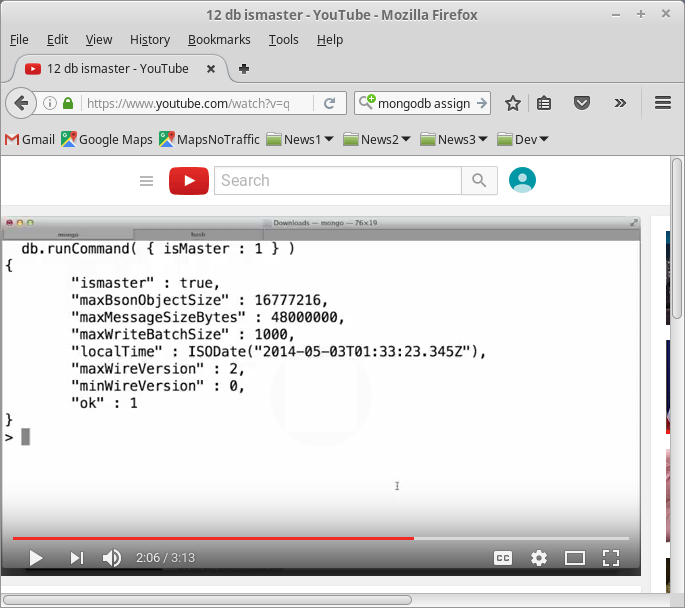 12 db ismaster - YouTube - Mozilla Firefox
File Edit View History Bookmarks Tools Help
12 db ismaster - YouTube
https://www.youtube.com/watch?v=q
mongodb assign
Gmail Google Maps MapsNoTraffic News1 News2 News3 Dev
Search
Downloads — mongo — 76×19
mongo bash
db.runCommand( { isMaster : 1 } )
{
"ismaster" : true,
"maxBsonObjectSize" : 16777216,
"maxMessageSizeBytes" : 48000000,
"maxWriteBatchSize" : 1000,
"localTime" : ISODate("2014-05-03T01:33:23.345Z"),
"maxWireVersion" : 2,
"minWireVersion" : 0,
"ok" : 1
}
>
2:06 / 3:13
CC